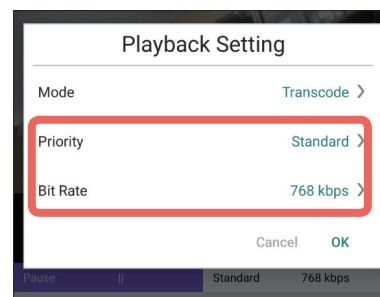 Playback Setting
Mode Transcode
Priority Standard
Bit Rate 768 kbps
Cancel OK
Pause Standard 768 kbps